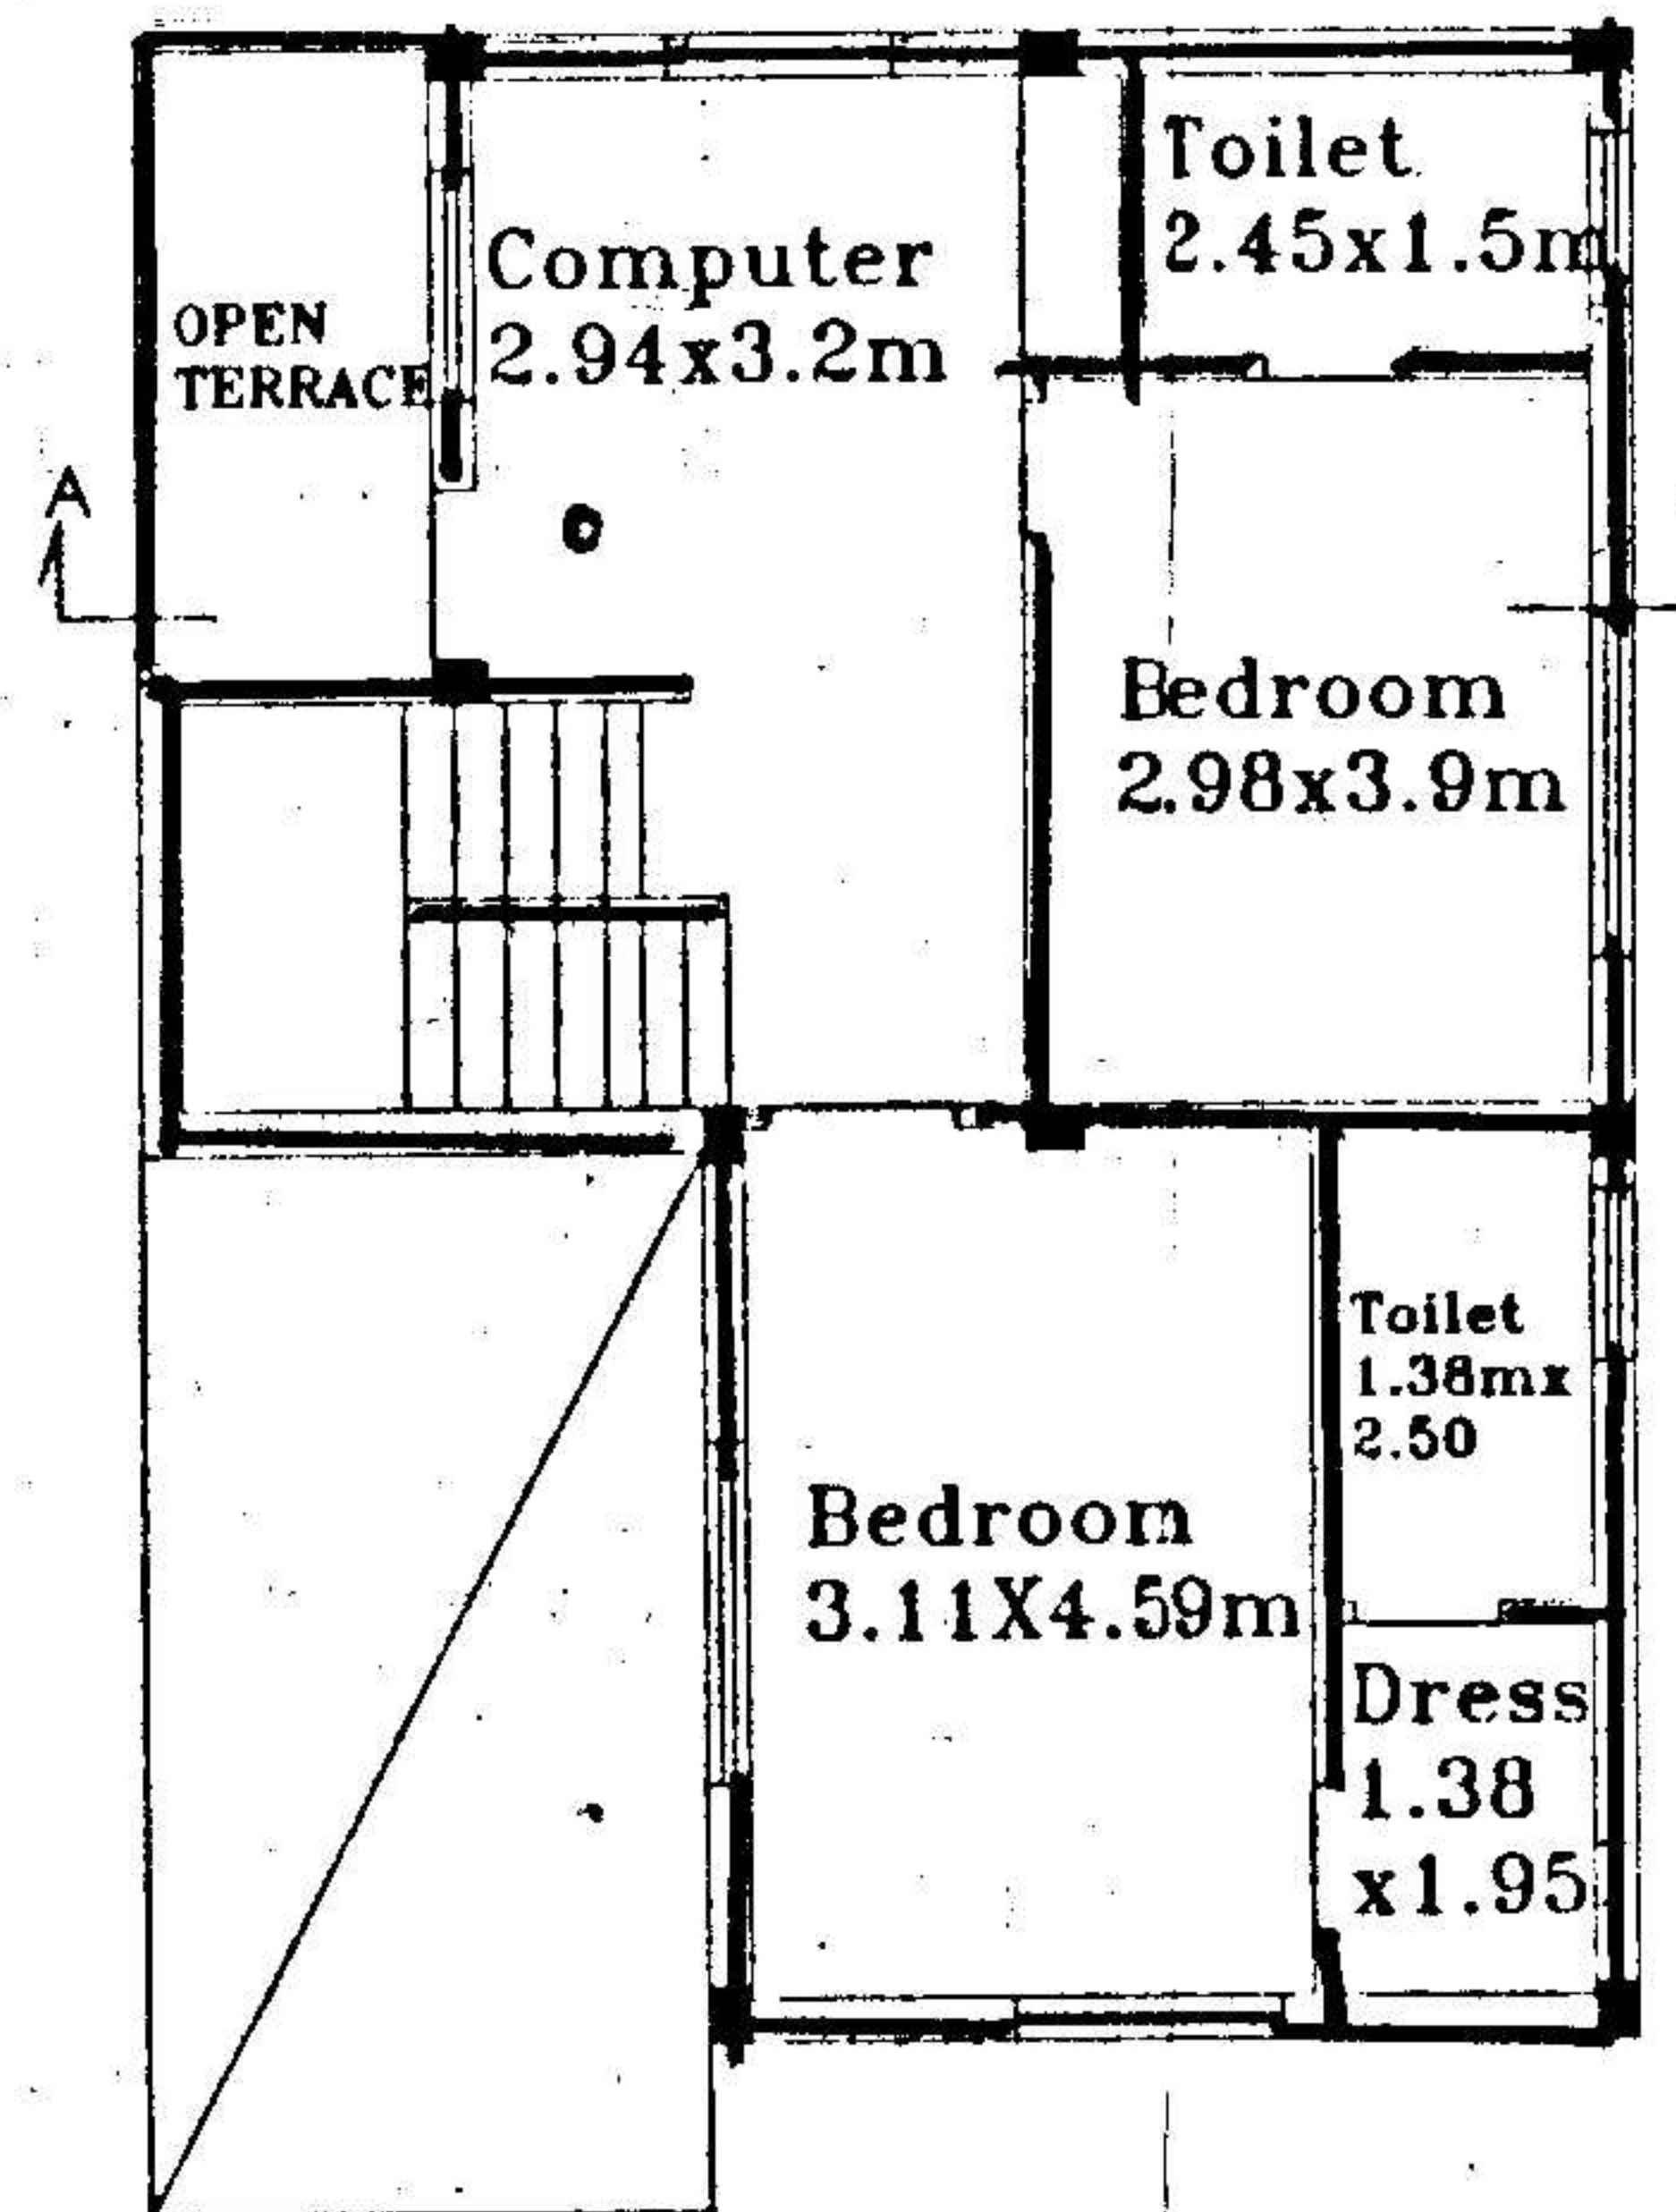 Toilet
2.45x1.5m
Computer
2.94x3.2m
OPEN
TERRACE
A
Bedroom
2.98x3.9m
Toilet
1.38mx
2.50
Bedroom
3.11X4.59m
Dress
1.38
x1.95